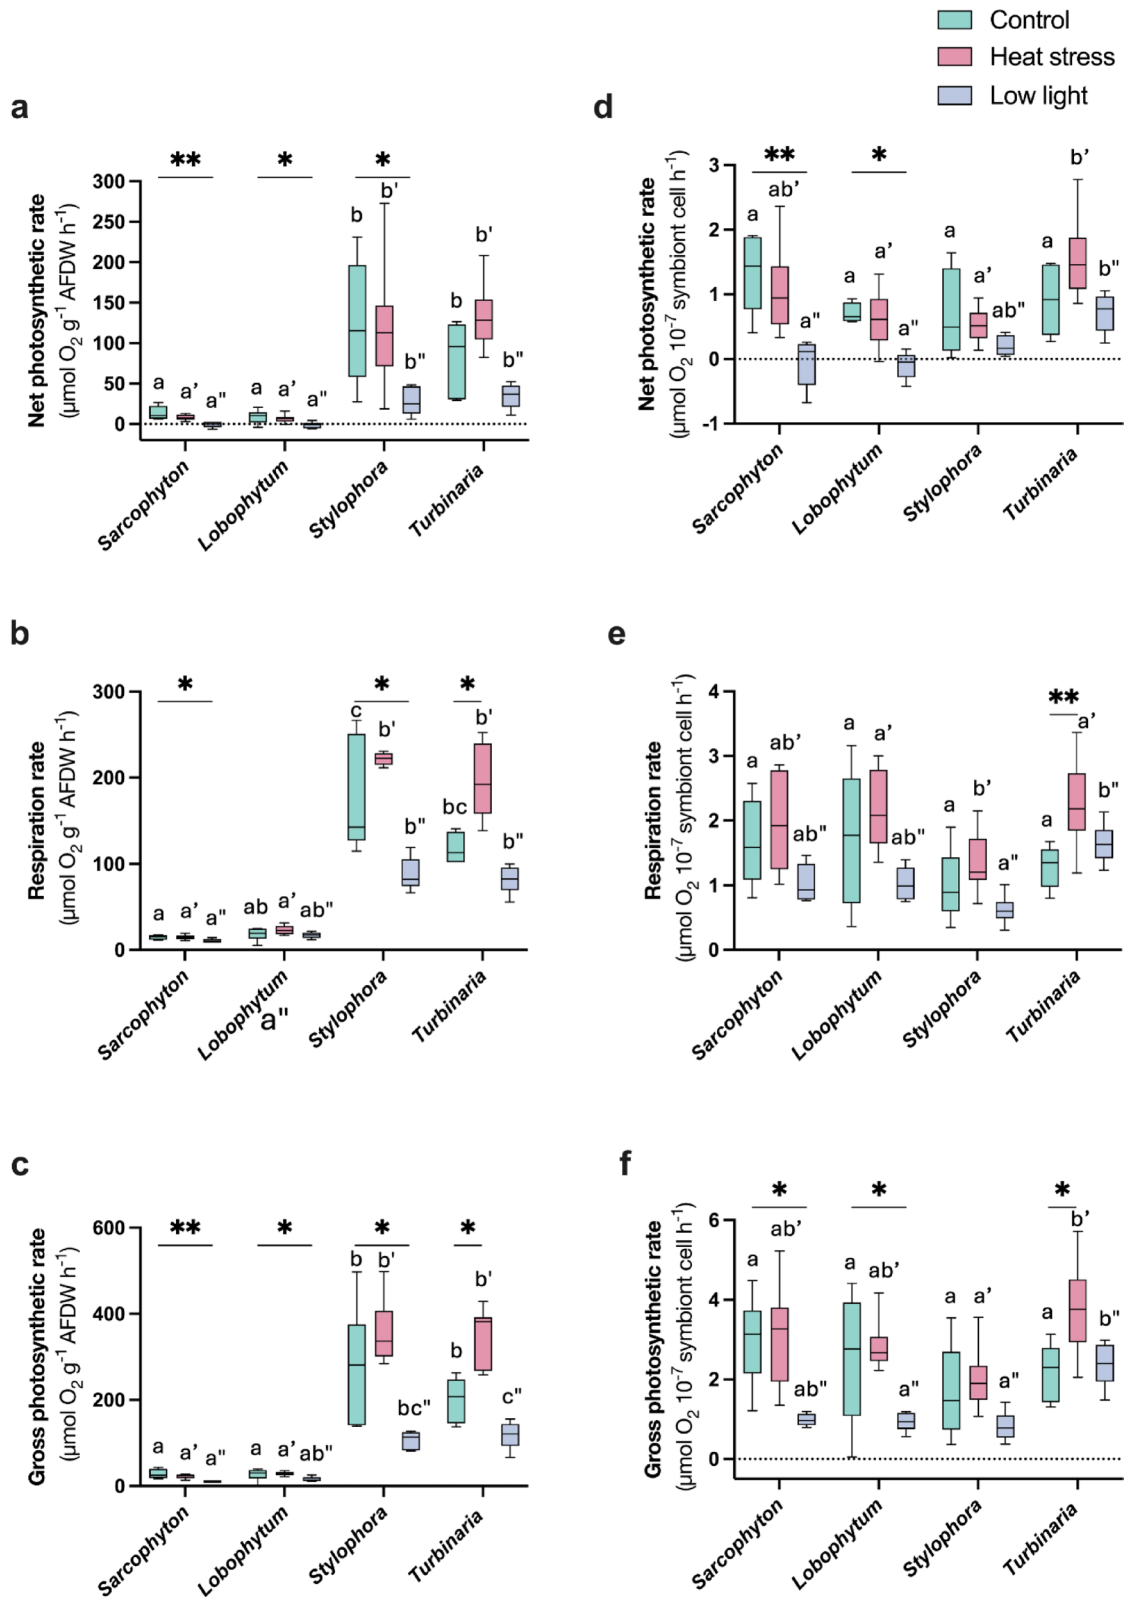 Control
Heat stress
Low light
a
Net photosynthetic rate
(µmol O₂ g⁻¹ AFDW h⁻¹)
300
250
200
150
100
50
0
** * *
a a’ a" a a’ a" b b' b" b b' b"
Sarcophyton
Lobophytum
Stylophora
Turbinaria
d
Net photosynthetic rate
(µmol O₂ 10⁻⁷ symbiont cell h⁻¹)
3
2
1
0
-1
** *
a ab’ a" a a’ a" a a’ ab" a b’ b"
Sarcophyton
Lobophytum
Stylophora
Turbinaria
b
Respiration rate
(µmol O₂ g⁻¹ AFDW h⁻¹)
300
200
100
0
* * *
a a’ a" ab a’ ab" c b' b" bc b' b"
Sarcophyton
Lobophytum
a"
Stylophora
Turbinaria
e
Respiration rate
(µmol O₂ 10⁻⁷ symbiont cell h⁻¹)
4
3
2
1
0
**
a ab’ ab" a a’ ab" a b’ a" a a’ b"
Sarcophyton
Lobophytum
Stylophora
Turbinaria
c
Gross photosynthetic rate
(µmol O₂ g⁻¹ AFDW h⁻¹)
600
400
200
0
** * * *
a a’ a" a a’ ab" b b' bc" b b' c"
Sarcophyton
Lobophytum
Stylophora
Turbinaria
f
Gross photosynthetic rate
(µmol O₂ 10⁻⁷ symbiont cell h⁻¹)
6
4
2
0
* * *
a ab’ ab" a ab’ a" a a’ a" a b’ b"
Sarcophyton
Lobophytum
Stylophora
Turbinaria